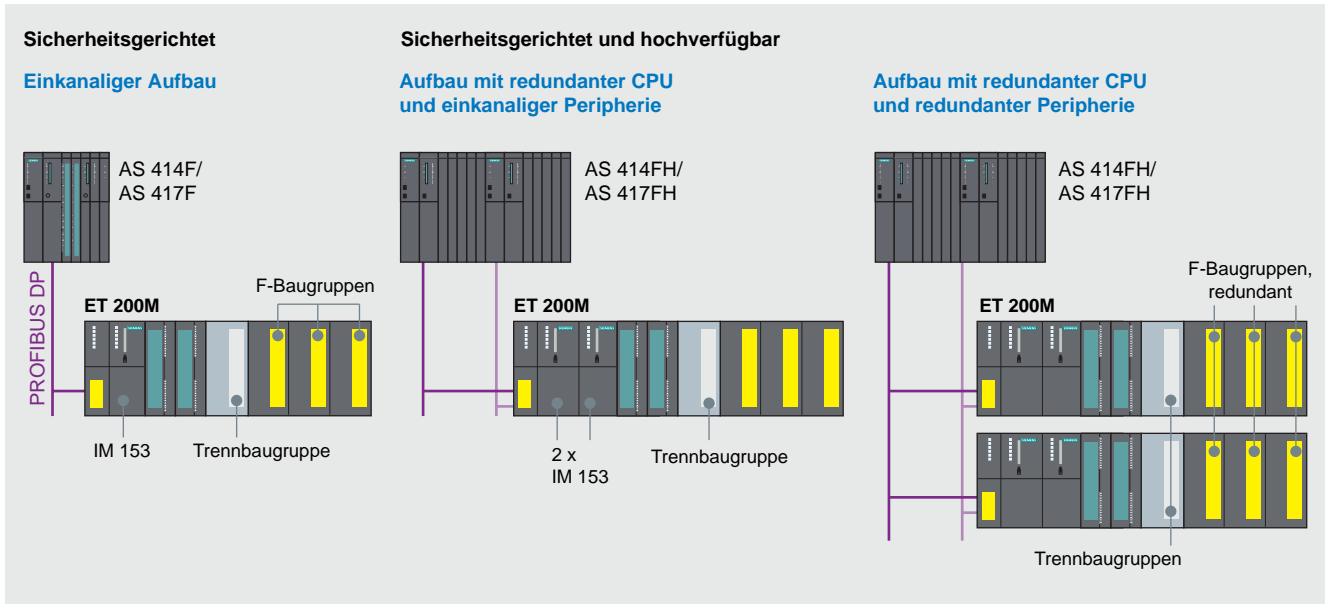 Sicherheitsgerichtet
Sicherheitsgerichtet und hochverfügbar
Einkanaliger Aufbau
Aufbau mit redundanter CPU
und einkanaliger Peripherie
Aufbau mit redundanter CPU
und redundanter Peripherie
AS 414F/
AS 417F
AS 414FH/
AS 417FH
AS 414FH/
AS 417FH
PROFIBUS DP
ET 200M
F-Baugruppen
IM 153
Trennbaugruppe
ET 200M
2 x
IM 153
Trennbaugruppe
ET 200M
F-Baugruppen,
redundant
Trennbaugruppen